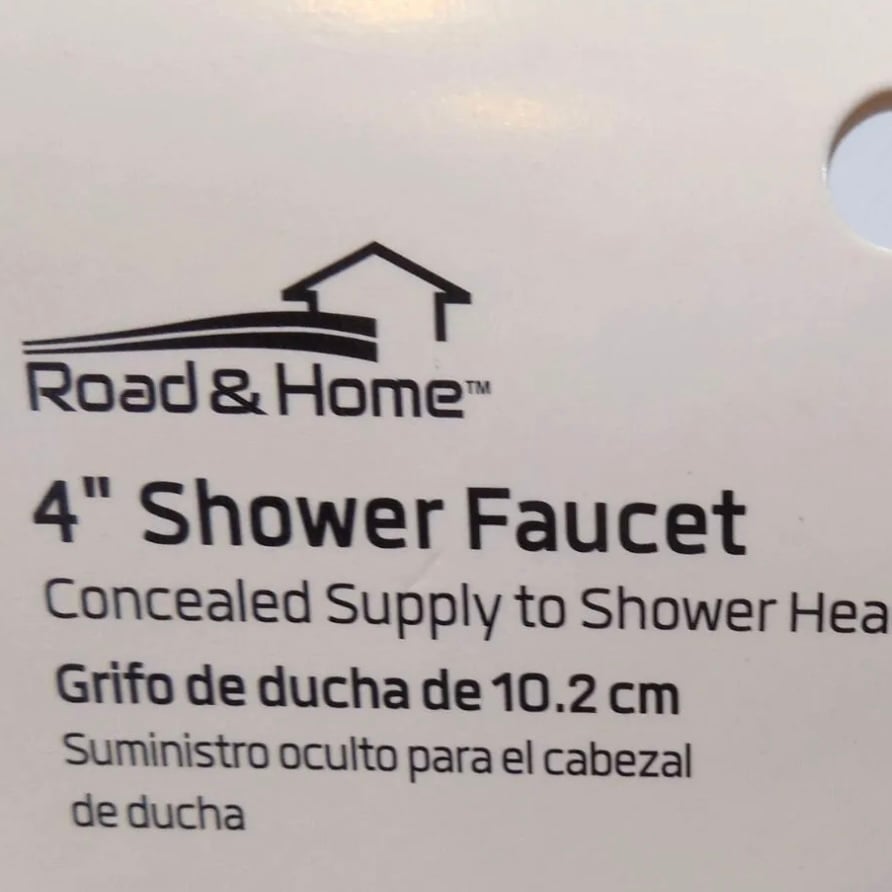 Road & Home™
4" Shower Faucet
Concealed Supply to Shower Hea
Grifo de ducha de 10.2 cm
Suministro oculto para el cabezal
de ducha